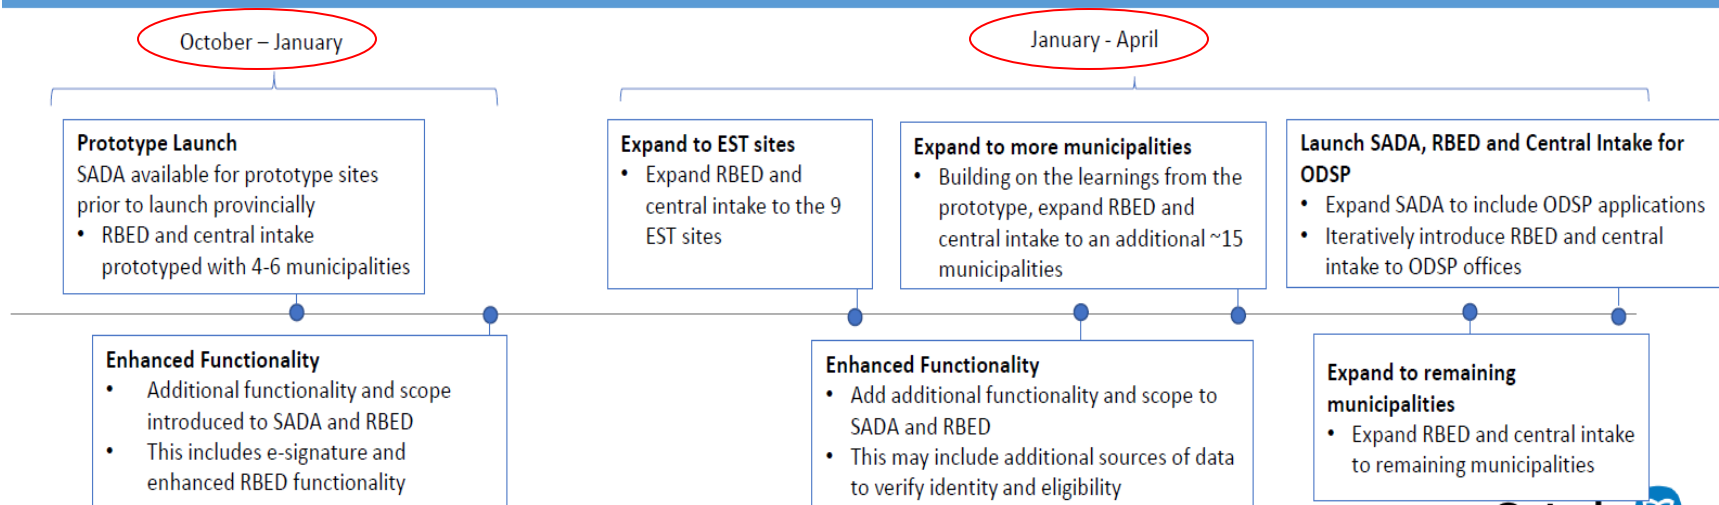 October – January
January - April
Prototype Launch
SADA available for prototype sites
prior to launch provincially
• RBED and central intake
prototyped with 4-6 municipalities
Expand to EST sites
• Expand RBED and
central intake to the 9
EST sites
Expand to more municipalities
• Building on the learnings from the
prototype, expand RBED and
central intake to an additional ~15
municipalities
Launch SADA, RBED and Central Intake for
ODSP
• Expand SADA to include ODSP applications
• Iteratively introduce RBED and central
intake to ODSP offices
Enhanced Functionality
• Additional functionality and scope
introduced to SADA and RBED
• This includes e-signature and
enhanced RBED functionality
Enhanced Functionality
• Add additional functionality and scope to
SADA and RBED
• This may include additional sources of data
to verify identity and eligibility
Expand to remaining
municipalities
• Expand RBED and central intake
to remaining municipalities